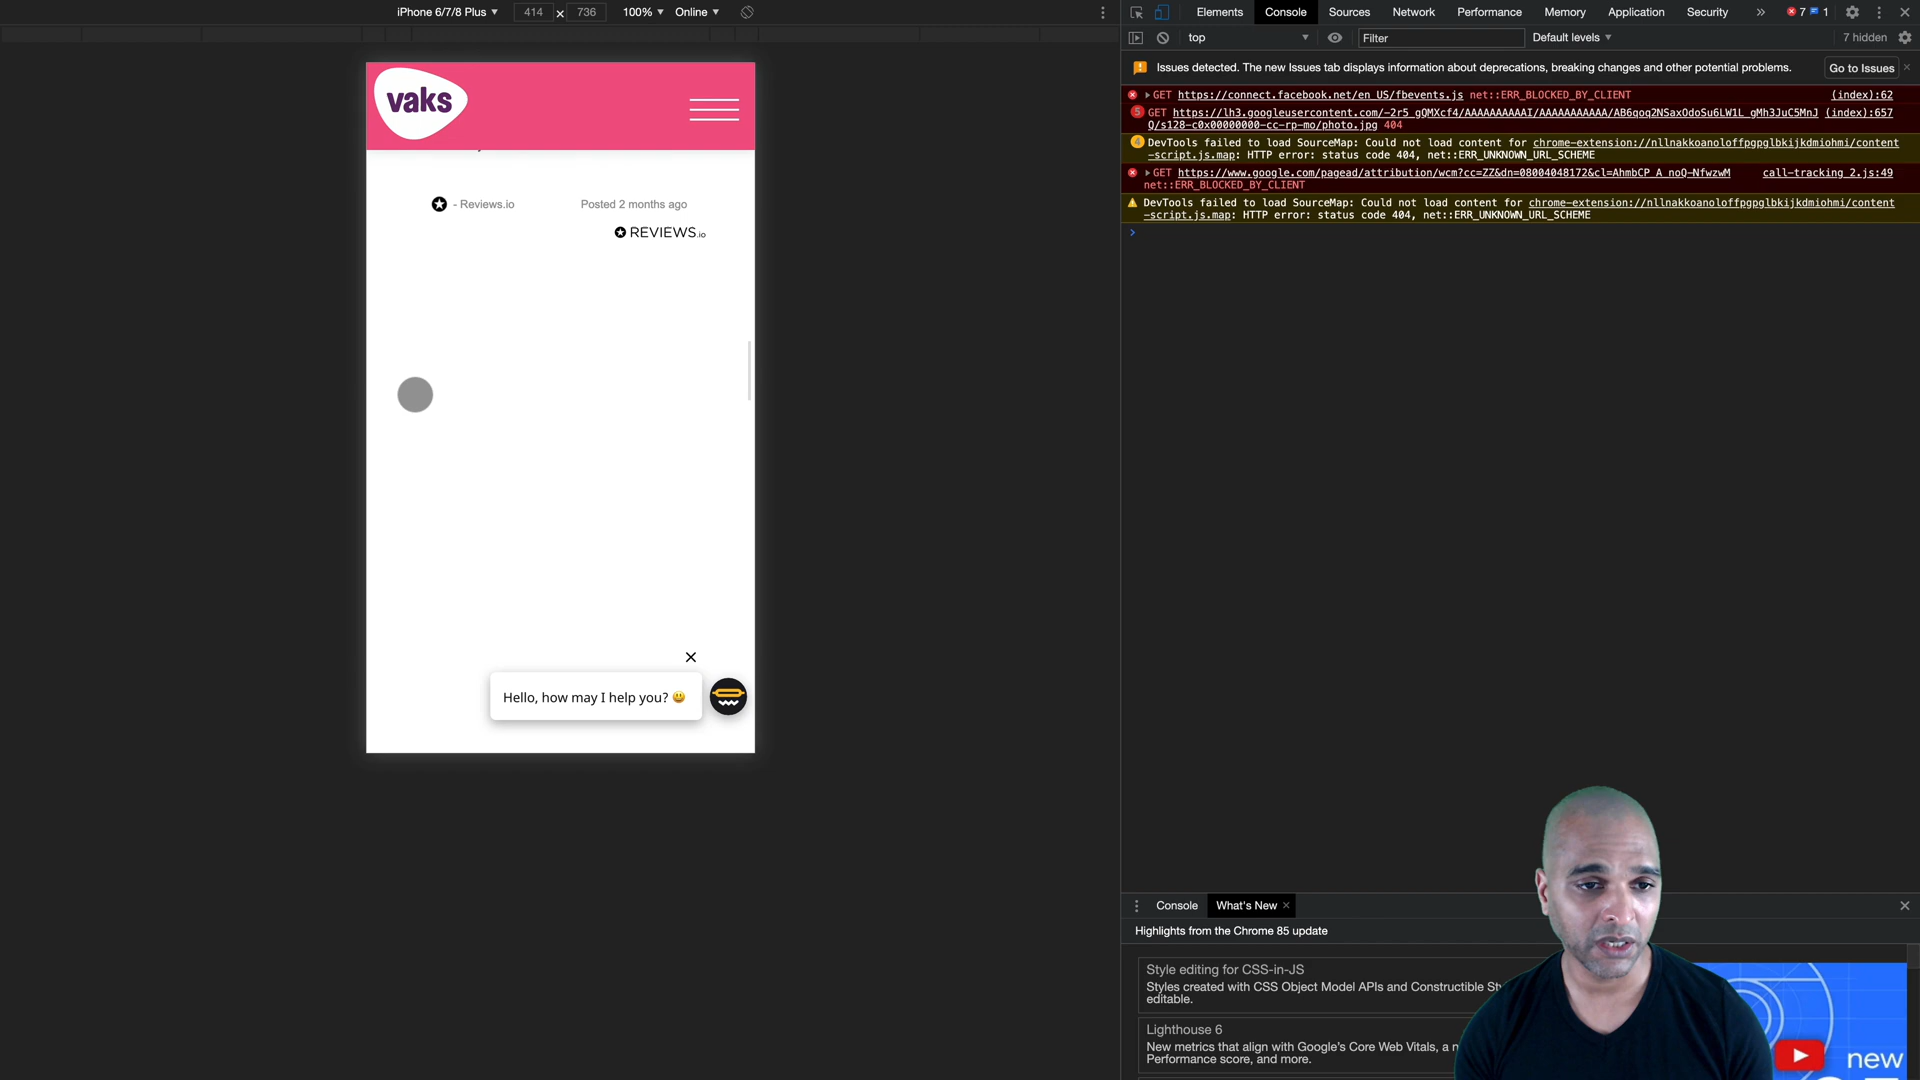 iPhone 6/7/8 Plus ▼ 414 × 736 100% ▼ Online ▼
vaks
- Reviews.io Posted 2 months ago
REVIEWS.io
Hello, how may I help you? 😃
Elements Console Sources Network Performance Memory Application Security » 7 1
top ▼ Filter Default levels ▼ 7 hidden
Issues detected. The new Issues tab displays information about deprecations, breaking changes and other potential problems. Go to Issues
GET https://connect.facebook.net/en_US/fbevents.js net::ERR_BLOCKED_BY_CLIENT (index):62
5 GET https://lh3.googleusercontent.com/-2r5_gQMXcf4/AAAAAAAAAAI/AAAAAAAAAAA/AB6qoq2NSaxOdoSu6LW1L_gMh3JuC5MnJ (index):657
Q/s128-c0x00000000-cc-rp-mo/photo.jpg 404
4 DevTools failed to load SourceMap: Could not load content for chrome-extension://nllnakkoanoloffpgpglbkijkdmiohmi/content
-script.js.map: HTTP error: status code 404, net::ERR_UNKNOWN_URL_SCHEME
GET https://www.google.com/pagead/attribution/wcm?cc=ZZ&dn=08004048172&cl=AhmbCP_A_noQ-NfwzwM call-tracking_2.js:49
net::ERR_BLOCKED_BY_CLIENT
DevTools failed to load SourceMap: Could not load content for chrome-extension://nllnakkoanoloffpgpglbkijkdmiohmi/content
-script.js.map: HTTP error: status code 404, net::ERR_UNKNOWN_URL_SCHEME
Console What's New
Highlights from the Chrome 85 update
Style editing for CSS-in-JS
Styles created with CSS Object Model APIs and Constructible
editable.
Lighthouse 6
New metrics that align with Google's Core Web Vitals, a
Performance score, and more.
new